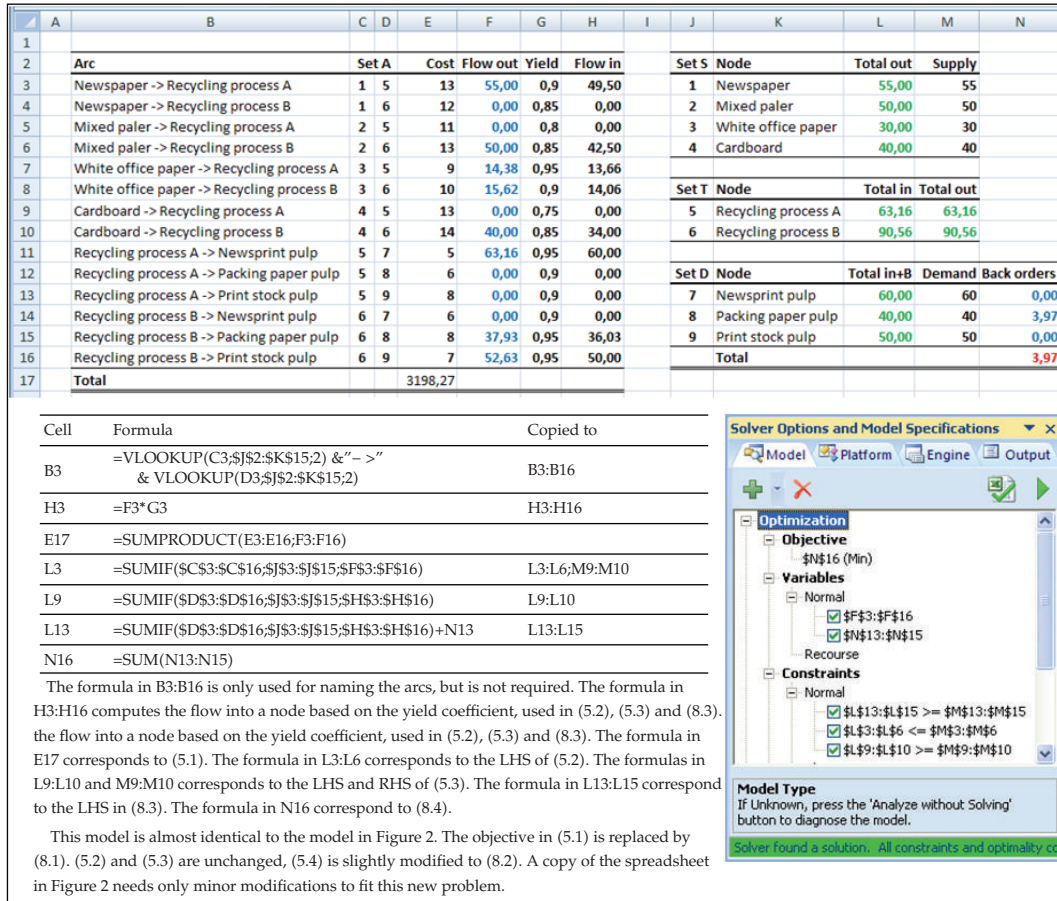 A B C D E F G H I J K L M N
1
2 Arc Set A Cost Flow out Yield Flow in Set S Node Total out Supply
3 Newspaper -> Recycling process A 1 5 13 55,00 0,9 49,50 1 Newspaper 55,00 55
4 Newspaper -> Recycling process B 1 6 12 0,00 0,85 0,00 2 Mixed paler 50,00 50
5 Mixed paler -> Recycling process A 2 5 11 0,00 0,8 0,00 3 White office paper 30,00 30
6 Mixed paler -> Recycling process B 2 6 13 50,00 0,85 42,50 4 Cardboard 40,00 40
7 White office paper -> Recycling process A 3 5 9 14,38 0,95 13,66
8 White office paper -> Recycling process B 3 6 10 15,62 0,9 14,06 Set T Node Total in Total out
9 Cardboard -> Recycling process A 4 5 13 0,00 0,75 0,00 5 Recycling process A 63,16 63,16
10 Cardboard -> Recycling process B 4 6 14 40,00 0,85 34,00 6 Recycling process B 90,56 90,56
11 Recycling process A -> Newsprint pulp 5 7 5 63,16 0,95 60,00
12 Recycling process A -> Packing paper pulp 5 8 6 0,00 0,9 0,00 Set D Node Total in+B Demand Back orders
13 Recycling process A -> Print stock pulp 5 9 8 0,00 0,9 0,00 7 Newsprint pulp 60,00 60 0,00
14 Recycling process B -> Newsprint pulp 6 7 6 0,00 0,9 0,00 8 Packing paper pulp 40,00 40 3,97
15 Recycling process B -> Packing paper pulp 6 8 8 37,93 0,95 36,03 9 Print stock pulp 50,00 50 0,00
16 Recycling process B -> Print stock pulp 6 9 7 52,63 0,95 50,00 Total 3,97
17 Total 3198,27
Cell Formula Copied to
B3 =VLOOKUP(C3;$J$2:$K$15;2) &"– >"
& VLOOKUP(D3;$J$2:$K$15;2) B3:B16
H3 =F3*G3 H3:H16
E17 =SUMPRODUCT(E3:E16;F3:F16)
L3 =SUMIF($C$3:$C$16;$J$3:$J$15;$F$3:$F$16) L3:L6;M9:M10
L9 =SUMIF($D$3:$D$16;$J$3:$J$15;$H$3:$H$16) L9:L10
L13 =SUMIF($D$3:$D$16;$J$3:$J$15;$H$3:$H$16)+N13 L13:L15
N16 =SUM(N13:N15)
The formula in B3:B16 is only used for naming the arcs, but is not required. The formula in
H3:H16 computes the flow into a node based on the yield coefficient, used in (5.2), (5.3) and (8.3).
the flow into a node based on the yield coefficient, used in (5.2), (5.3) and (8.3). The formula in
E17 corresponds to (5.1). The formula in L3:L6 corresponds to the LHS of (5.2). The formulas in
L9:L10 and M9:M10 corresponds to the LHS and RHS of (5.3). The formula in L13:L15 correspond
to the LHS in (8.3). The formula in N16 correspond to (8.4).
This model is almost identical to the model in Figure 2. The objective in (5.1) is replaced by
(8.1). (5.2) and (5.3) are unchanged, (5.4) is slightly modified to (8.2). A copy of the spreadsheet
in Figure 2 needs only minor modifications to fit this new problem.
Solver Options and Model Specifications
Model Platform Engine Output
Optimization
Objective
$N$16 (Min)
Variables
Normal
$F$3:$F$16
$N$13:$N$15
Recourse
Constraints
Normal
$L$13:$L$15 >= $M$13:$M$15
$L$3:$L$6 <= $M$3:$M$6
$L$9:$L$10 >= $M$9:$M$10
Model Type
If Unknown, press the 'Analyze without Solving'
button to diagnose the model.
Solver found a solution. All constraints and optimality co